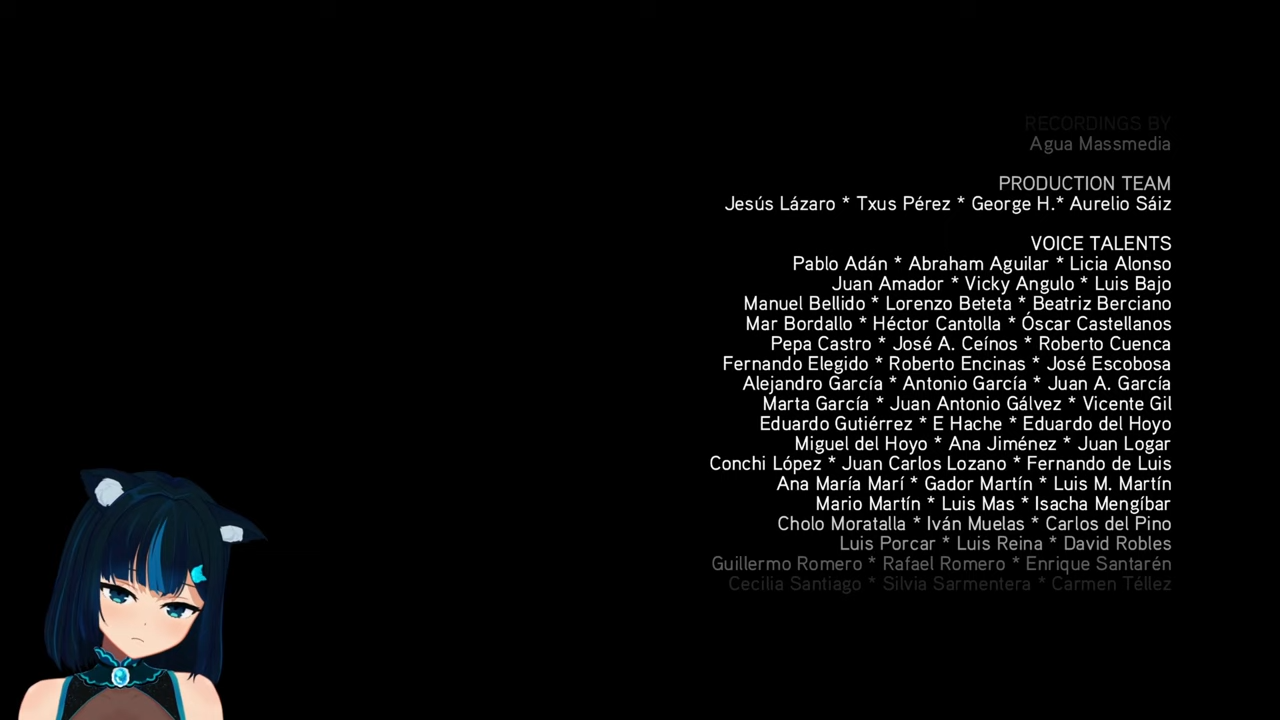 RECORDINGS BY
Agua Massmedia
PRODUCTION TEAM
Jesús Lázaro * Txus Pérez * George H.* Aurelio Sáiz
VOICE TALENTS
Pablo Adán * Abraham Aguilar * Licia Alonso
Juan Amador * Vicky Angulo * Luis Bajo
Manuel Bellido * Lorenzo Beteta * Beatriz Berciano
Mar Bordallo * Héctor Cantolla * Óscar Castellanos
Pepa Castro * José A. Ceínos * Roberto Cuenca
Fernando Elegido * Roberto Encinas * José Escobosa
Alejandro García * Antonio García * Juan A. García
Marta García * Juan Antonio Gálvez * Vicente Gil
Eduardo Gutiérrez * E Hache * Eduardo del Hoyo
Miguel del Hoyo * Ana Jiménez * Juan Logar
Conchi López * Juan Carlos Lozano * Fernando de Luis
Ana María Marí * Gador Martín * Luis M. Martín
Mario Martín * Luis Mas * Isacha Mengíbar
Cholo Moratalla * Iván Muelas * Carlos del Pino
Luis Porcar * Luis Reina * David Robles
Guillermo Romero * Rafael Romero * Enrique Santarén
Cecilia Santiago * Silvia Sarmentera * Carmen Téllez